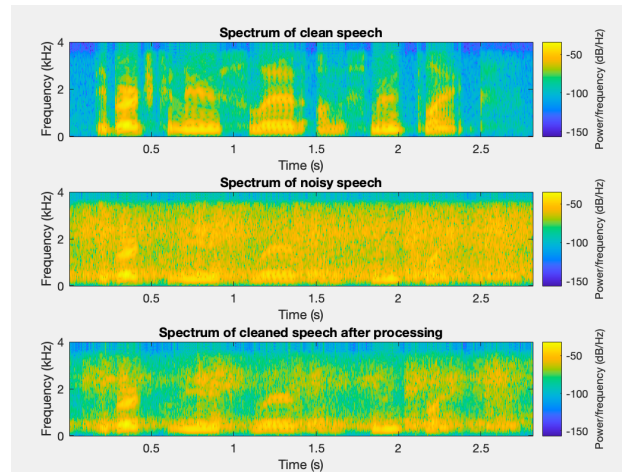 Spectrum of clean speech
Frequency (kHz)
4
2
0
0.5 1 1.5 2 2.5
Time (s)
-50
-100
-150
Power/frequency (dB/Hz)
Spectrum of noisy speech
Frequency (kHz)
4
2
0
0.5 1 1.5 2 2.5
Time (s)
-50
-100
-150
Power/frequency (dB/Hz)
Spectrum of cleaned speech after processing
Frequency (kHz)
4
2
0
0.5 1 1.5 2 2.5
Time (s)
-50
-100
-150
Power/frequency (dB/Hz)